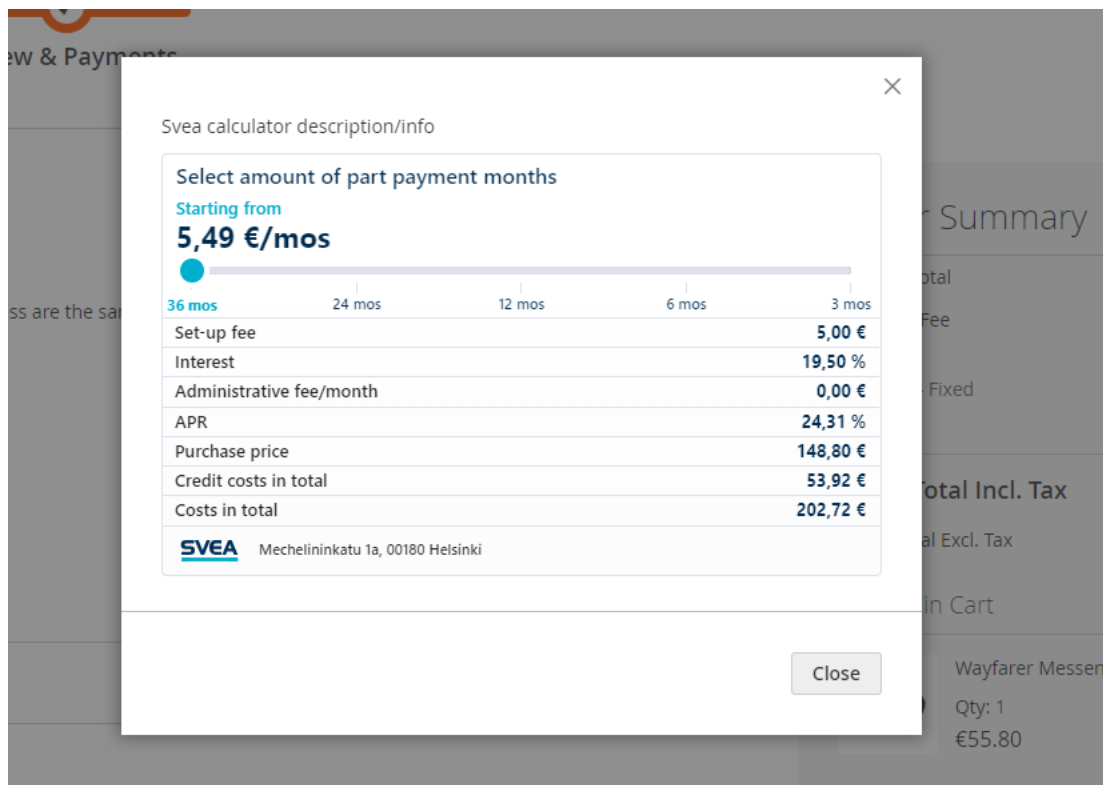 Svea calculator description/info
Select amount of part payment months
Starting from
5,49 €/mos
36 mos 24 mos 12 mos 6 mos 3 mos
Set-up fee 5,00 €
Interest 19,50 %
Administrative fee/month 0,00 €
APR 24,31 %
Purchase price 148,80 €
Credit costs in total 53,92 €
Costs in total 202,72 €
SVEA Mechelininkatu 1a, 00180 Helsinki
Close
ew & Payments
ss are the sa
r Summary
otal
Fee
Fixed
otal Incl. Tax
al Excl. Tax
in Cart
Wayfarer Messen
Qty: 1
€55.80